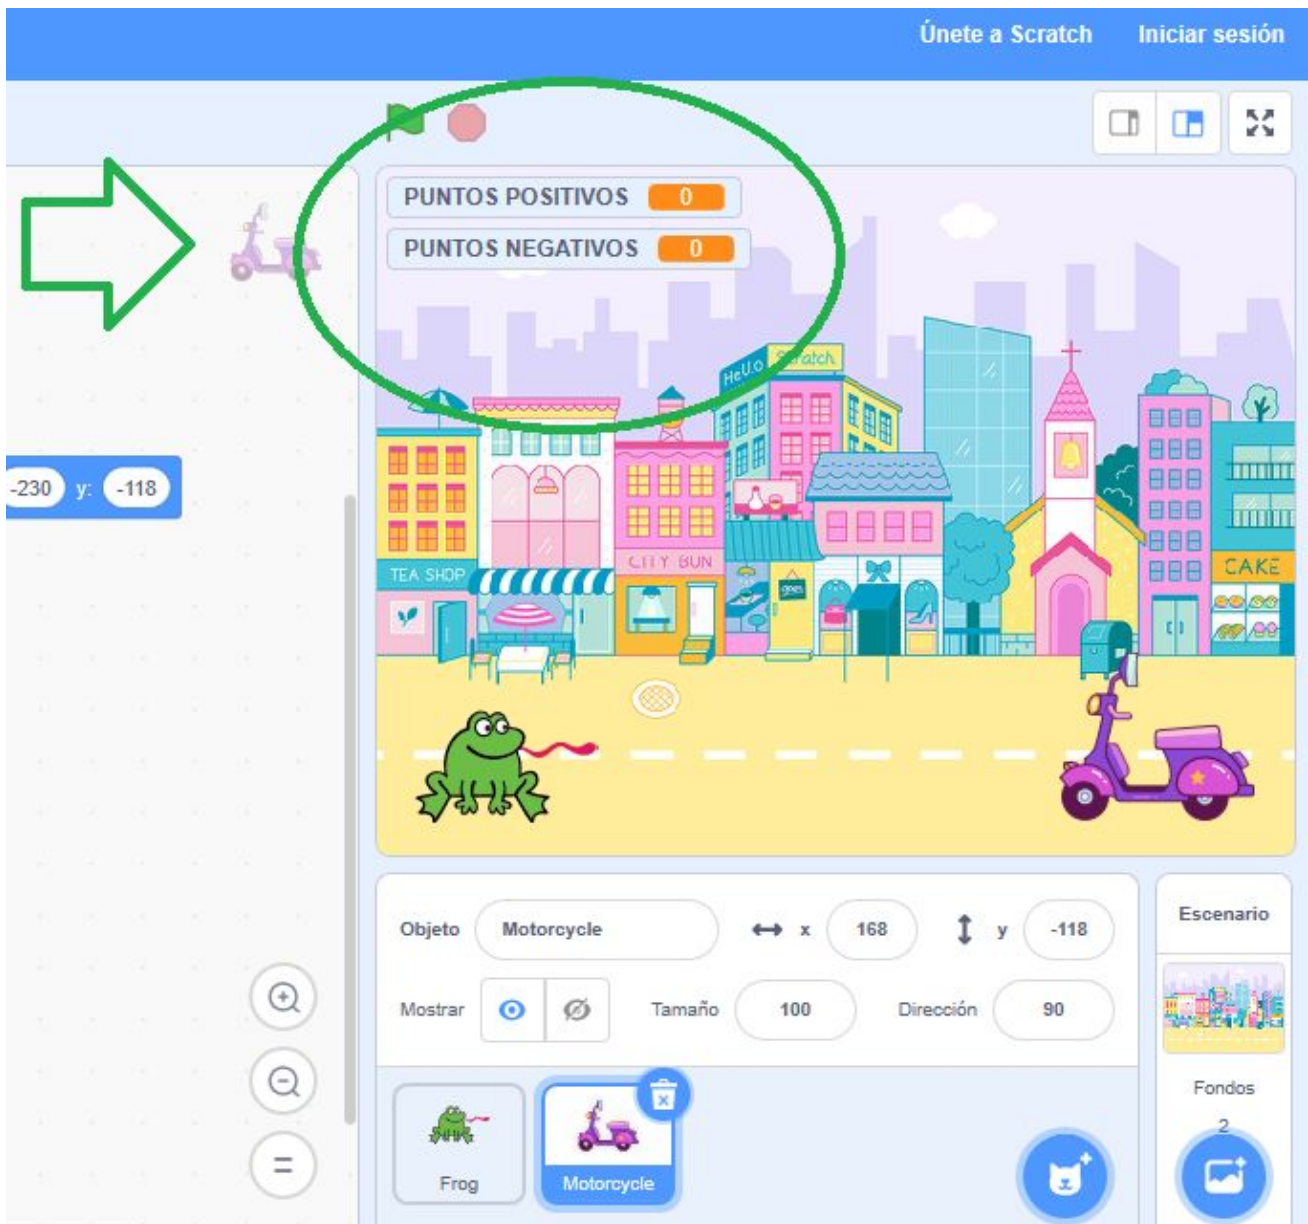 Únete a Scratch Iniciar sesión
PUNTOS POSITIVOS 0
PUNTOS NEGATIVOS 0
HeLLo Scratch
-230 y: -118
CITY BUN
TEA SHOP
open
CAKE
Objeto Motorcycle x 168 y -118
Mostrar Tamaño 100 Dirección 90
Frog
Motorcycle
Escenario
Fondos
2